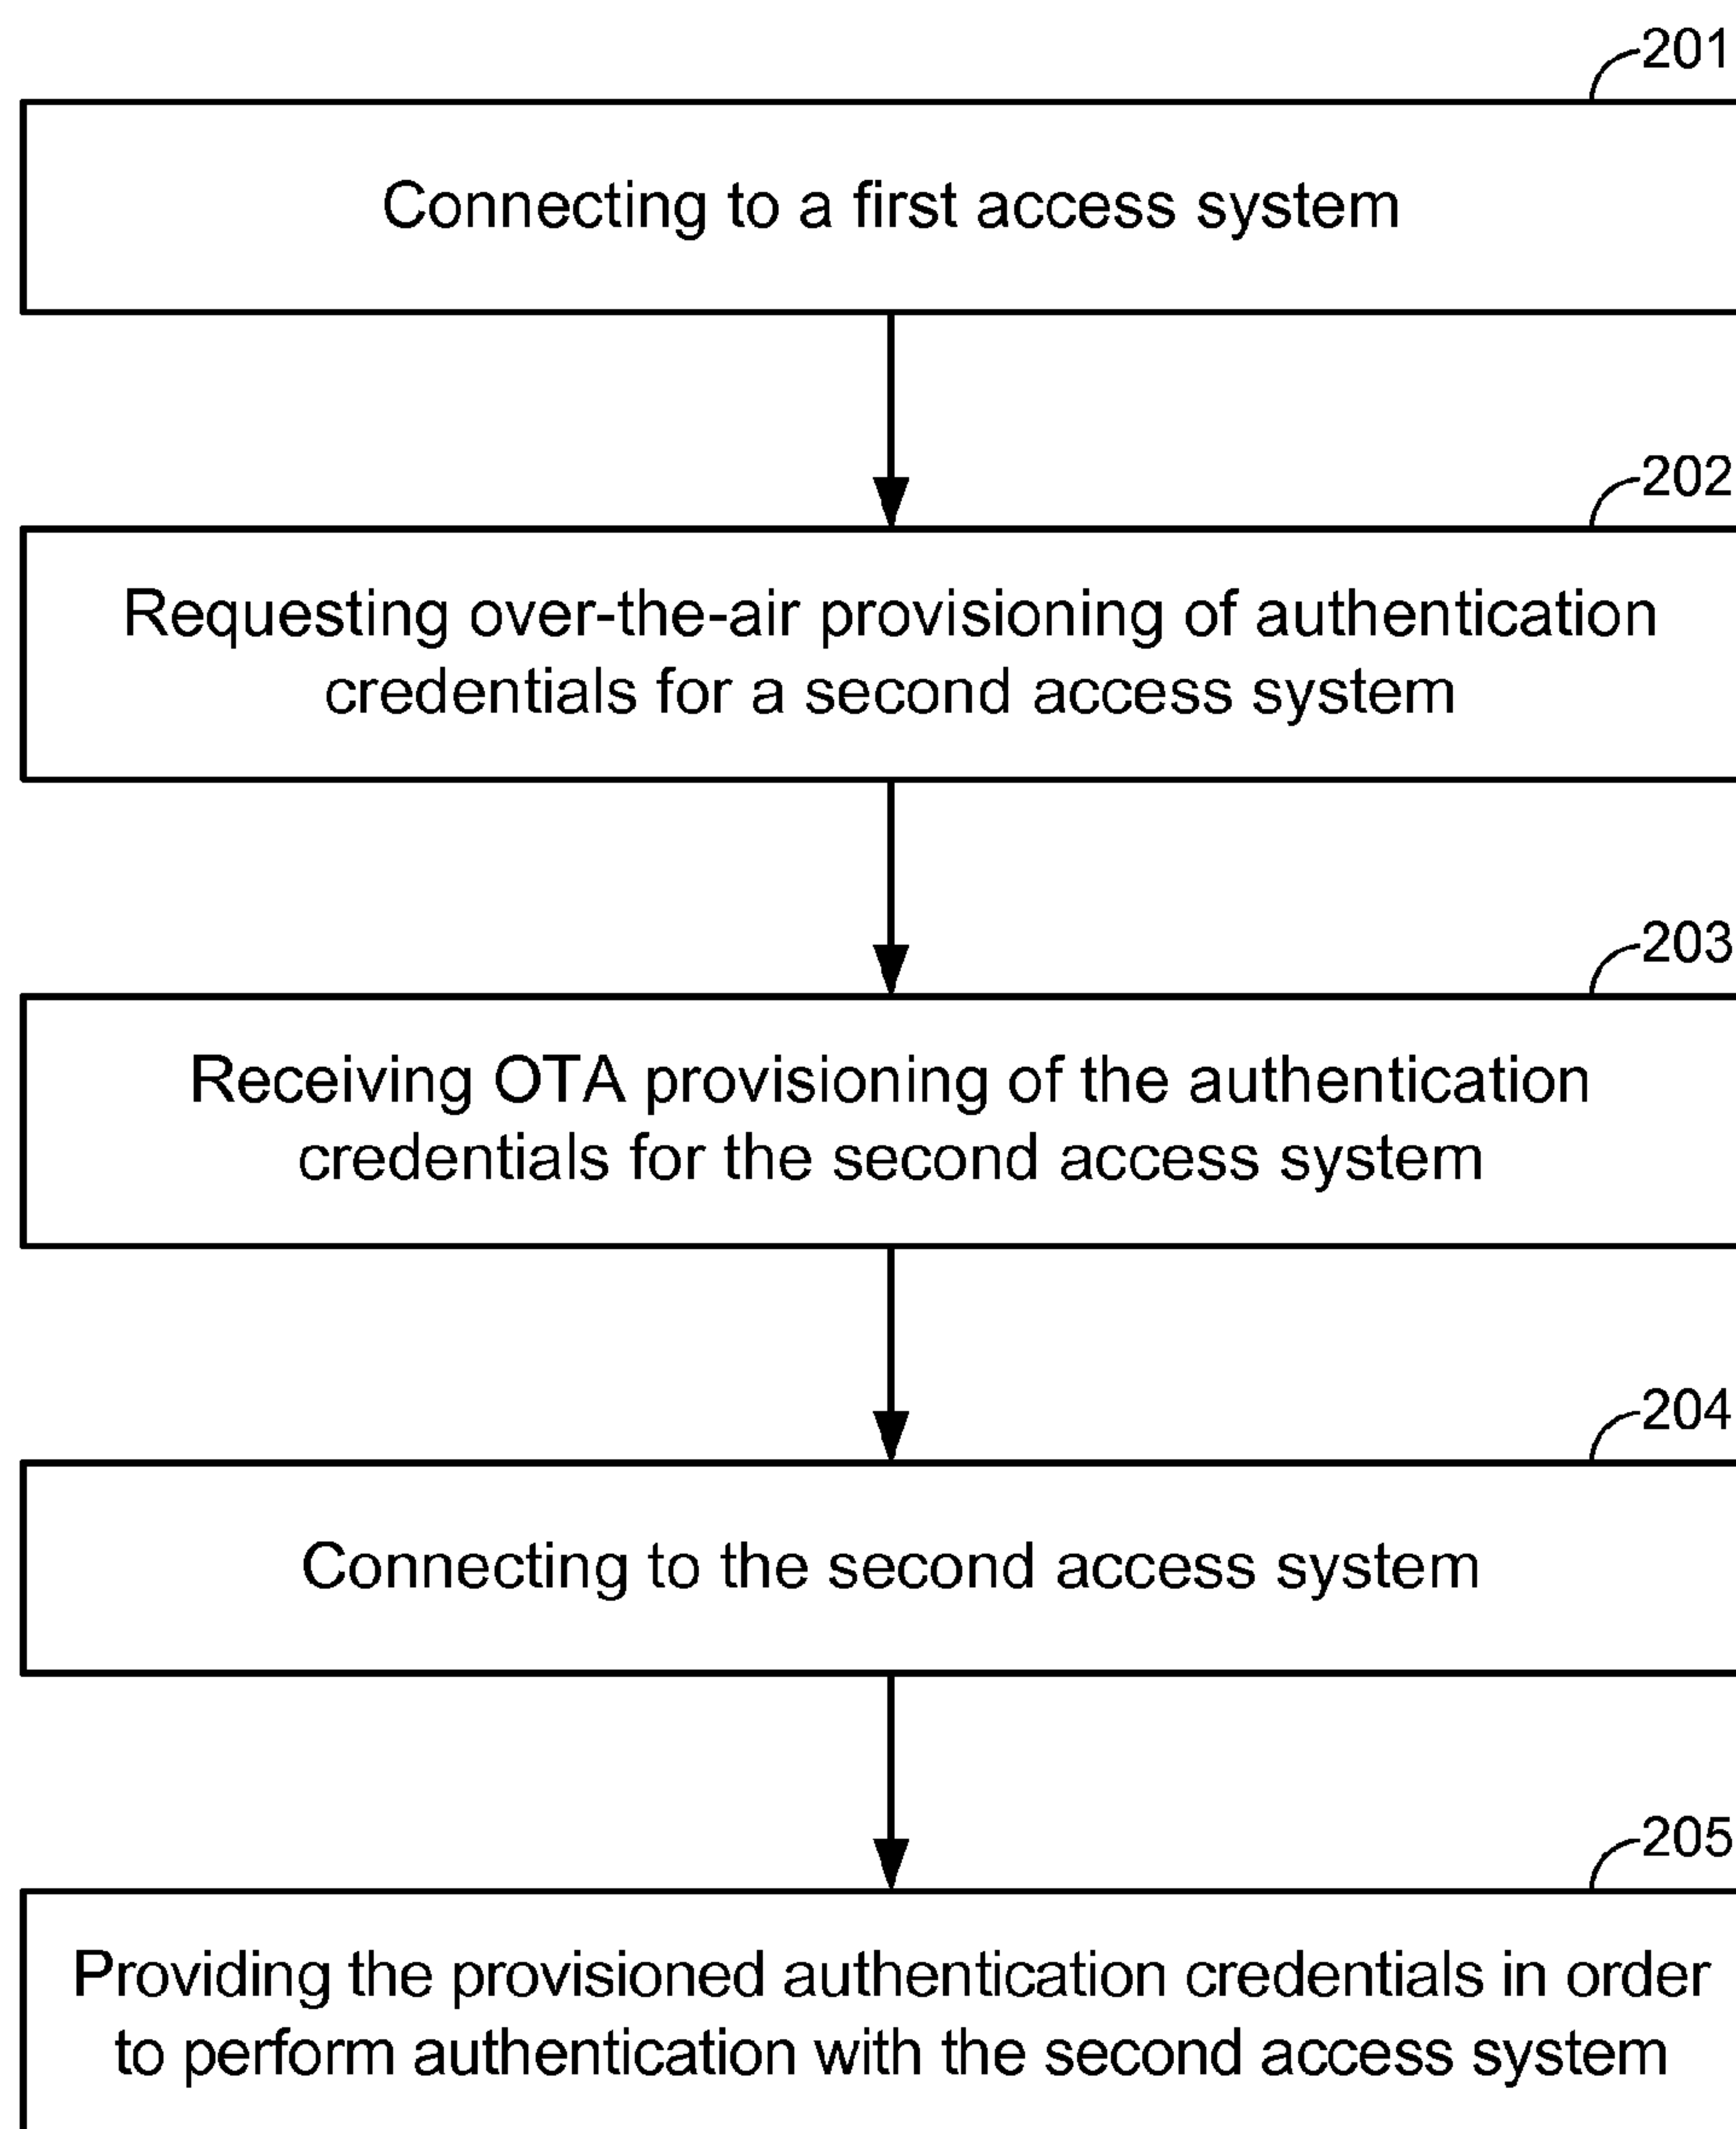 201
Connecting to a first access system
202
Requesting over-the-air provisioning of authentication
credentials for a second access system
203
Receiving OTA provisioning of the authentication
credentials for the second access system
204
Connecting to the second access system
205
Providing the provisioned authentication credentials in order
to perform authentication with the second access system